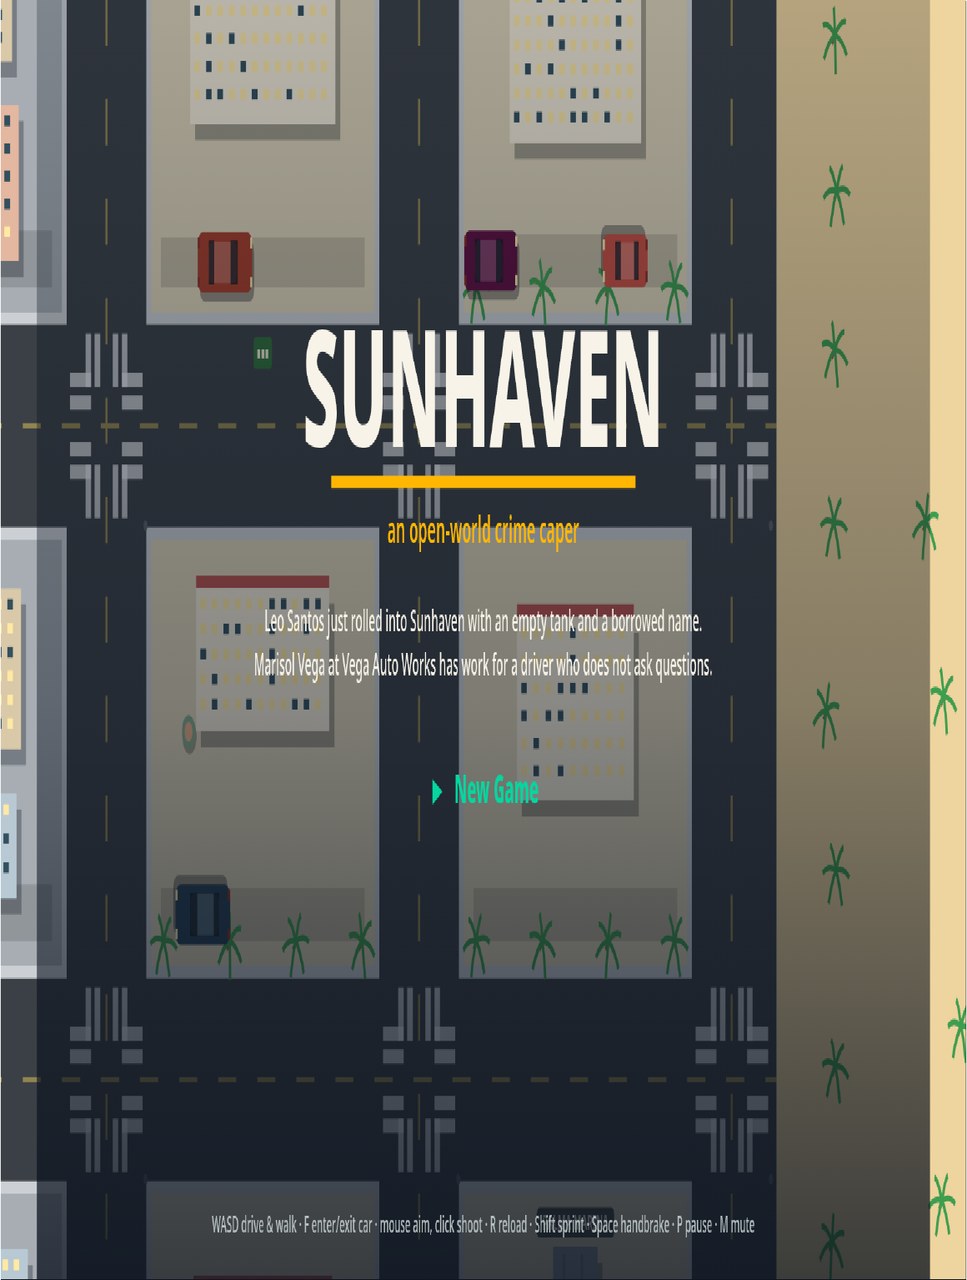 SUNHAVEN
an open-world crime caper
Leo Santos just rolled into Sunhaven with an empty tank and a borrowed name.
Marisol Vega at Vega Auto Works has work for a driver who does not ask questions.
New Game
WASD drive & walk · F enter/exit car · mouse aim, click shoot · R reload · Shift sprint · Space handbrake · P pause · M mute